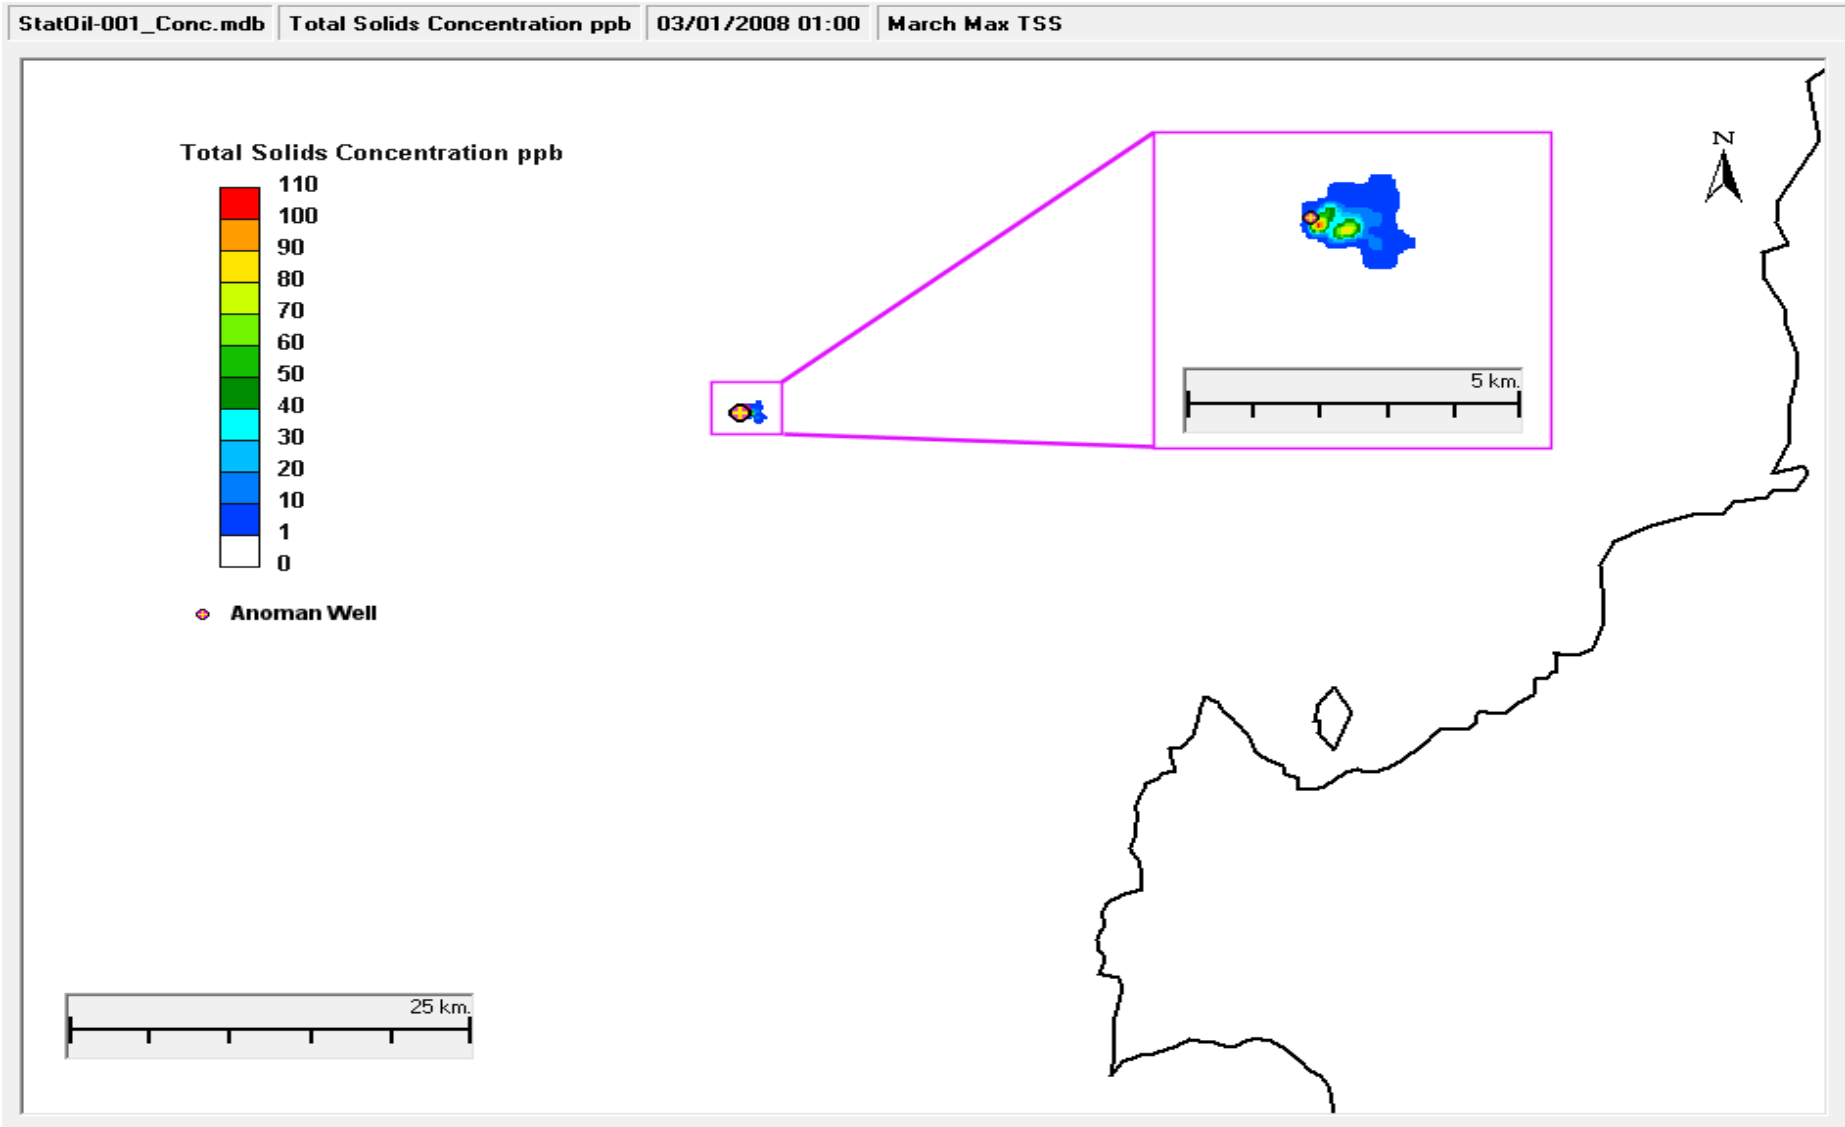 StatOil-001_Conc.mdb Total Solids Concentration ppb 03/01/2008 01:00 March Max TSS
N
Total Solids Concentration ppb
110
100
90
80
70
60
50
40
30
20
10
1
0
5 km.
Anoman Well
25 km.